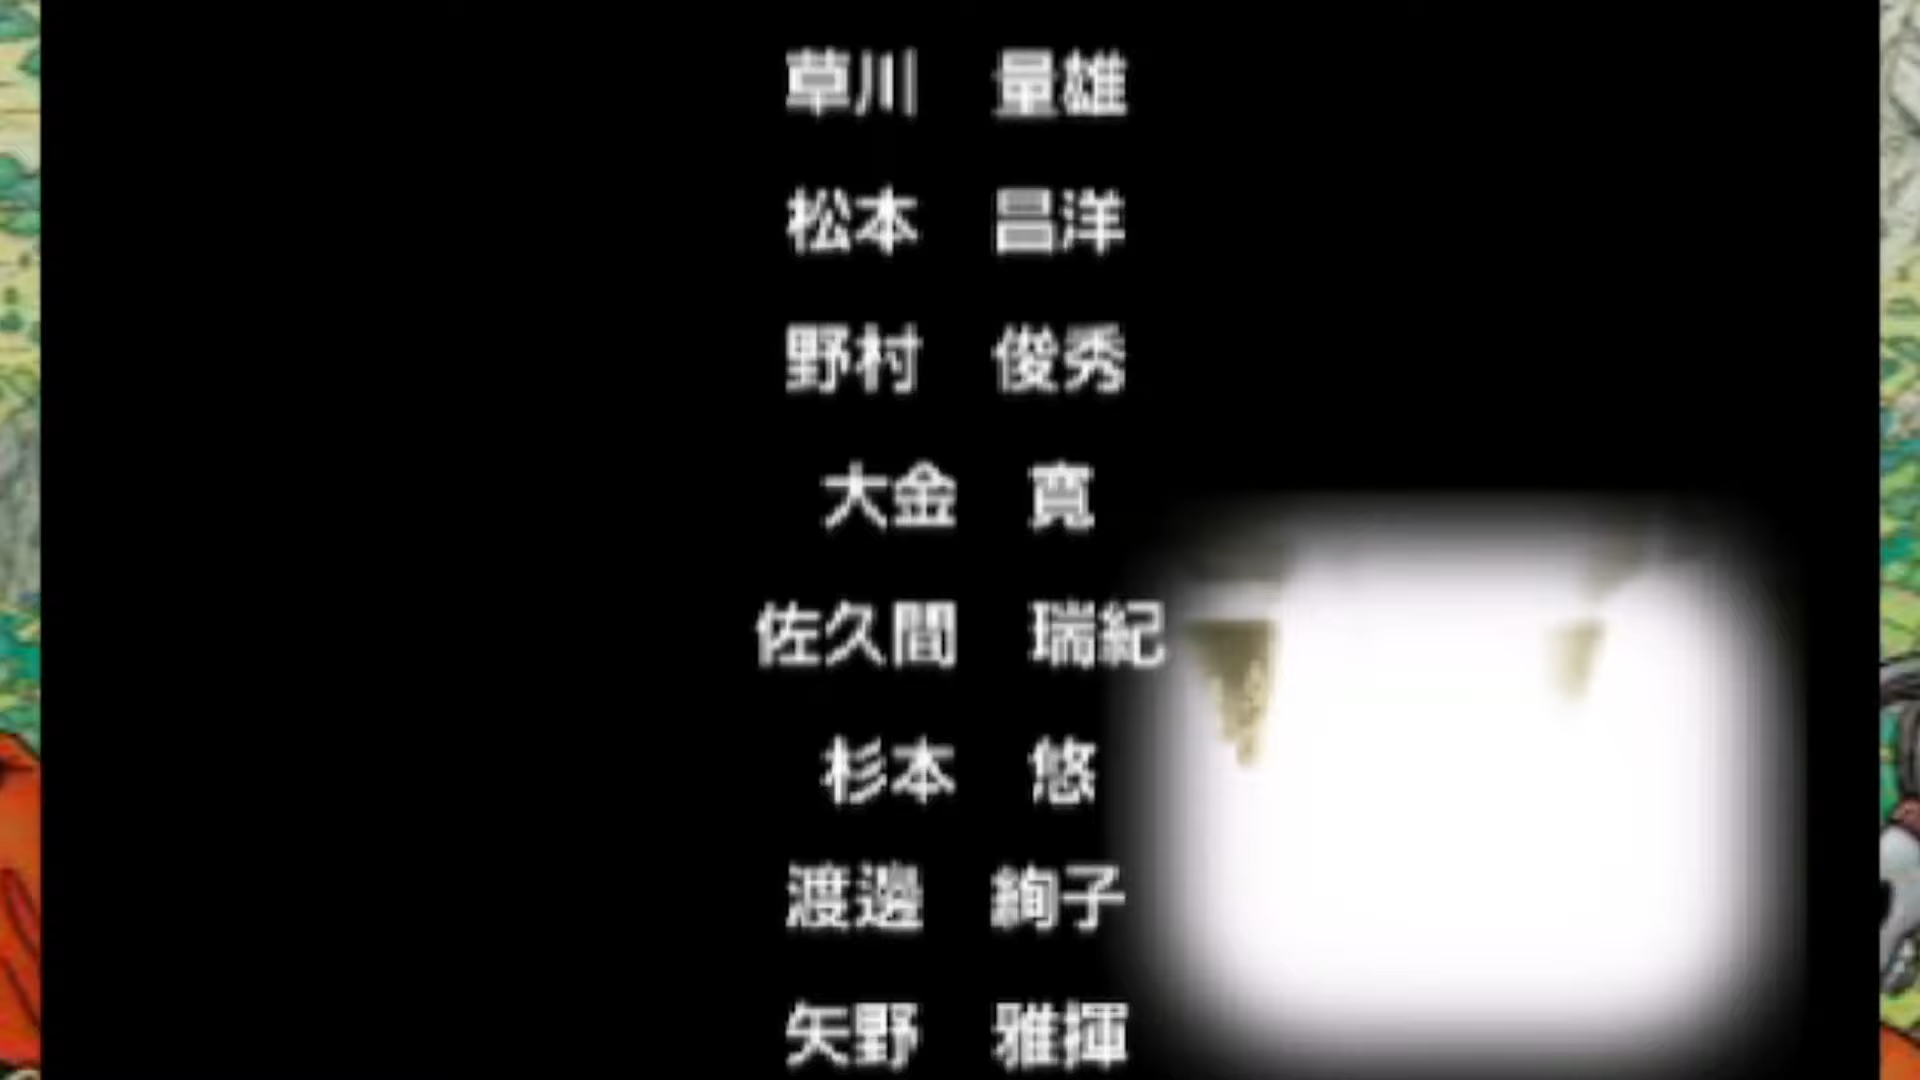 草川　量雄
松本　昌洋
野村　俊秀
大金　寛
佐久間　瑞紀
杉本　悠
渡邊　絢子
矢野　雅揮